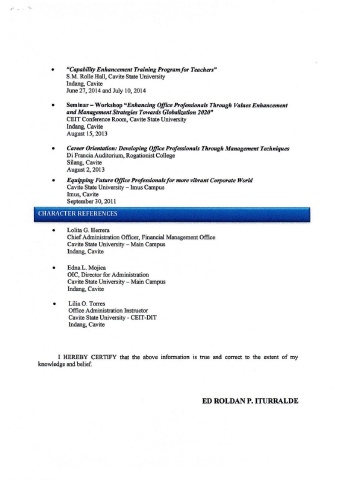 • "Capability Enhancement Training Program for Teachers"
S.M. Rolle Hall, Cavite State University
Indang, Cavite
June 27, 2014 and July 10, 2014
• Seminar – Workshop "Enhancing Office Professionals Through Values Enhancement
and Management Strategies Towards Globalization 2020"
CEIT Conference Room, Cavite State University
Indang, Cavite
August 15, 2013
• Career Orientation: Developing Office Professionals Through Management Techniques
Di Francia Auditorium, Rogationist College
Silang, Cavite
August 2, 2013
• Equipping Future Office Professionals for more vibrant Corporate World
Cavite State University – Imus Campus
Imus, Cavite
September 30, 2011
CHARACTER REFERENCES
• Lolita G. Herrera
Chief Administration Officer, Financial Management Office
Cavite State University – Main Campus
Indang, Cavite
• Edna L. Mojica
OIC, Director for Administration
Cavite State University – Main Campus
Indang, Cavite
• Lilia O. Torres
Office Administration Instructor
Cavite State University - CEIT-DIT
Indang, Cavite
I HEREBY CERTIFY that the above information is true and correct to the extent of my
knowledge and belief.
ED ROLDAN P. ITURRALDE